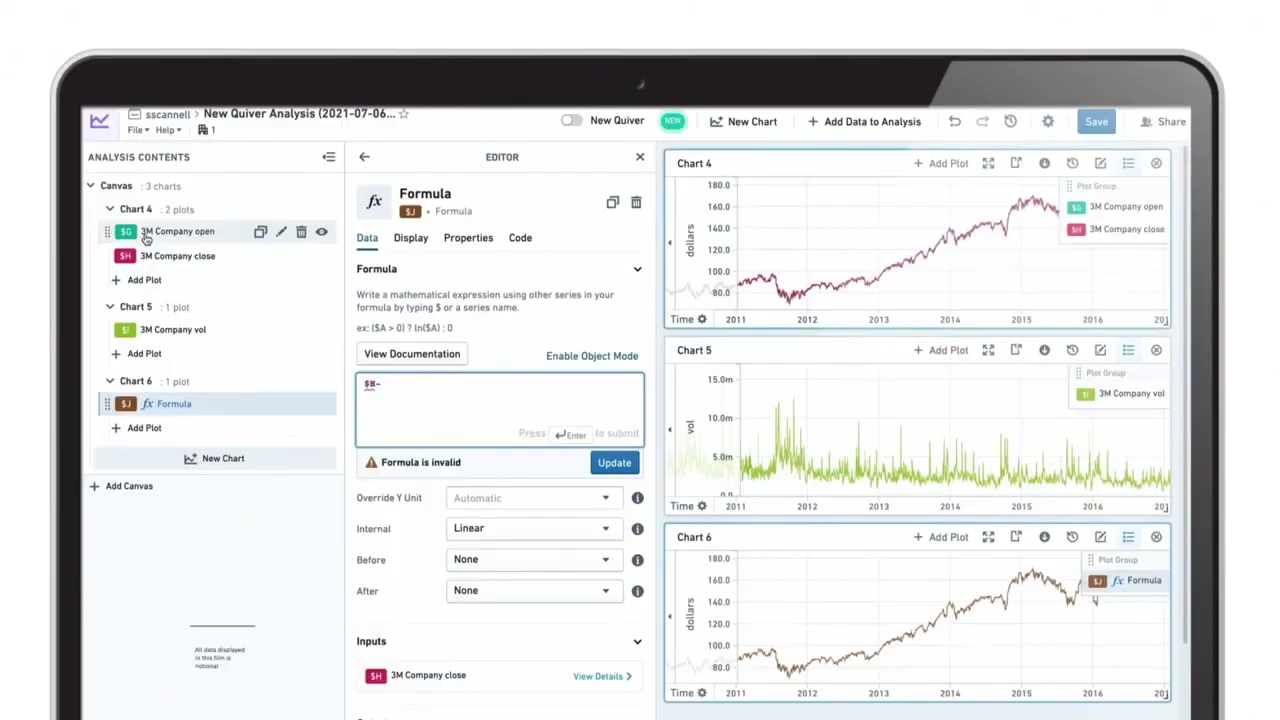 sscannell > New Quiver Analysis (2021-07-06...
File Help 1
New Quiver NEW New Chart + Add Data to Analysis Save Share
ANALYSIS CONTENTS
Canvas : 3 charts
Chart 4 : 2 plots
$G 3M Company open
$H 3M Company close
+ Add Plot
Chart 5 : 1 plot
$I 3M Company vol
+ Add Plot
Chart 6 : 1 plot
$J fx Formula
+ Add Plot
New Chart
+ Add Canvas
All data displayed
in this film is
notional
EDITOR
fx Formula
$J • Formula
Data Display Properties Code
Formula
Write a mathematical expression using other series in your
formula by typing $ or a series name.
ex: ($A > 0) ? ln($A) : 0
View Documentation Enable Object Mode
$H-
Press Enter to submit
Formula is invalid Update
Override Y Unit Automatic
Internal Linear
Before None
After None
Inputs
$H 3M Company close View Details >
Chart 4 + Add Plot
Plot Group
$G 3M Company open
$H 3M Company close
180.0
160.0
140.0
120.0
100.0
80.0
dollars
Time 2011 2012 2013 2014 2015 2016 201
Chart 5 + Add Plot
Plot Group
$I 3M Company vol
15.0m
10.0m
5.0m
0.0
vol
Time 2011 2012 2013 2014 2015 2016 201
Chart 6 + Add Plot
Plot Group
$J fx Formula
180.0
160.0
140.0
120.0
100.0
80.0
dollars
Time 2011 2012 2013 2014 2015 2016 201